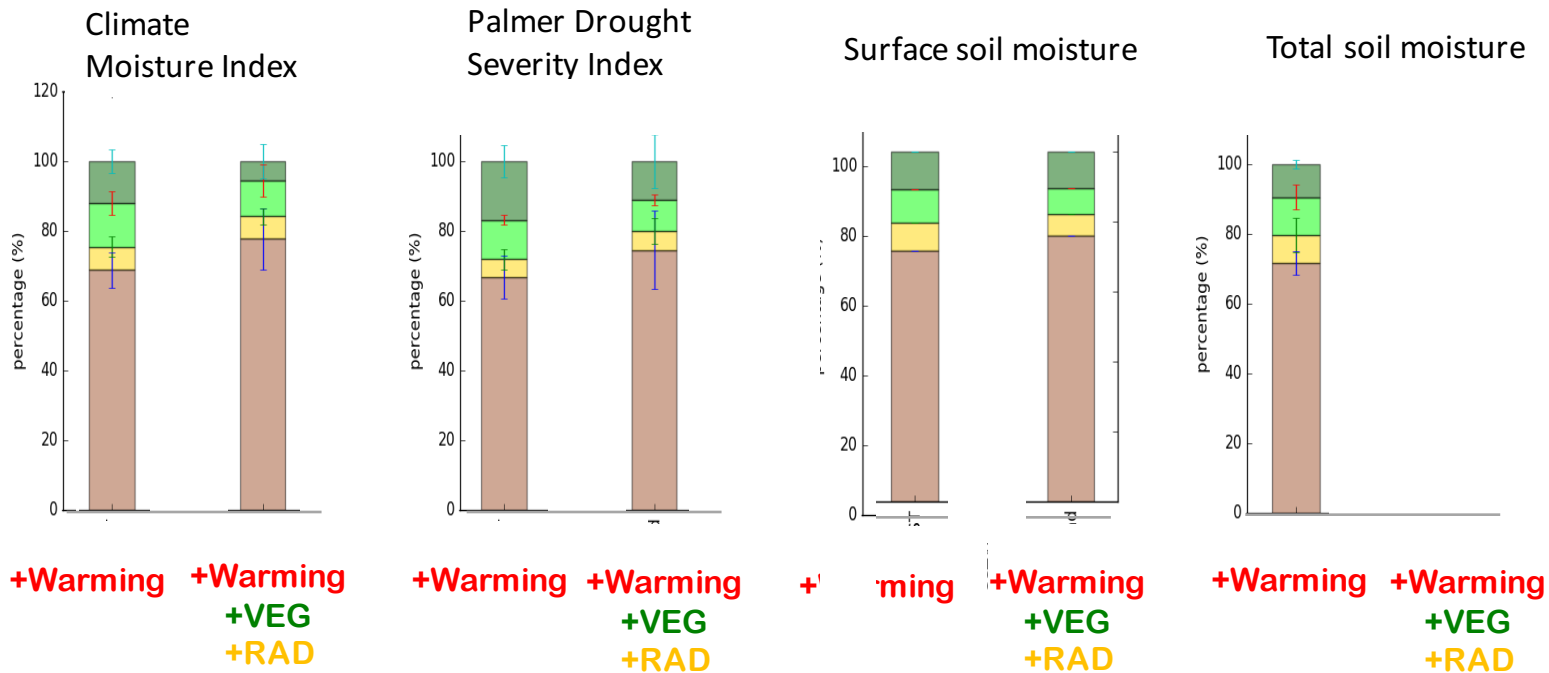 Climate
Moisture Index
Palmer Drought
Severity Index
Surface soil moisture
Total soil moisture
percentage (%)
120
100
80
60
40
20
0
percentage (%)
100
80
60
40
20
0
100
80
60
40
20
0
percentage (%)
100
80
60
40
20
0
+Warming
+Warming
+VEG
+RAD
+Warming
+Warming
+VEG
+RAD
+ rming
+Warming
+VEG
+RAD
+Warming
+Warming
+VEG
+RAD